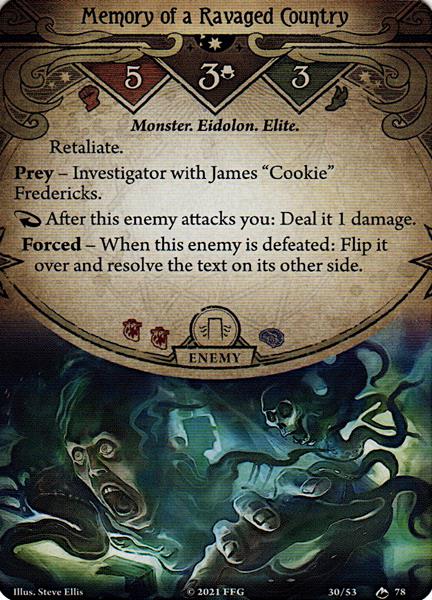 Memory of a Ravaged Country
5 3 3
Monster. Eidolon. Elite.
Retaliate.
Prey – Investigator with James “Cookie”
Fredericks.
After this enemy attacks you: Deal it 1 damage.
Forced – When this enemy is defeated: Flip it
over and resolve the text on its other side.
ENEMY
Illus. Steve Ellis © 2021 FFG 30/53 78